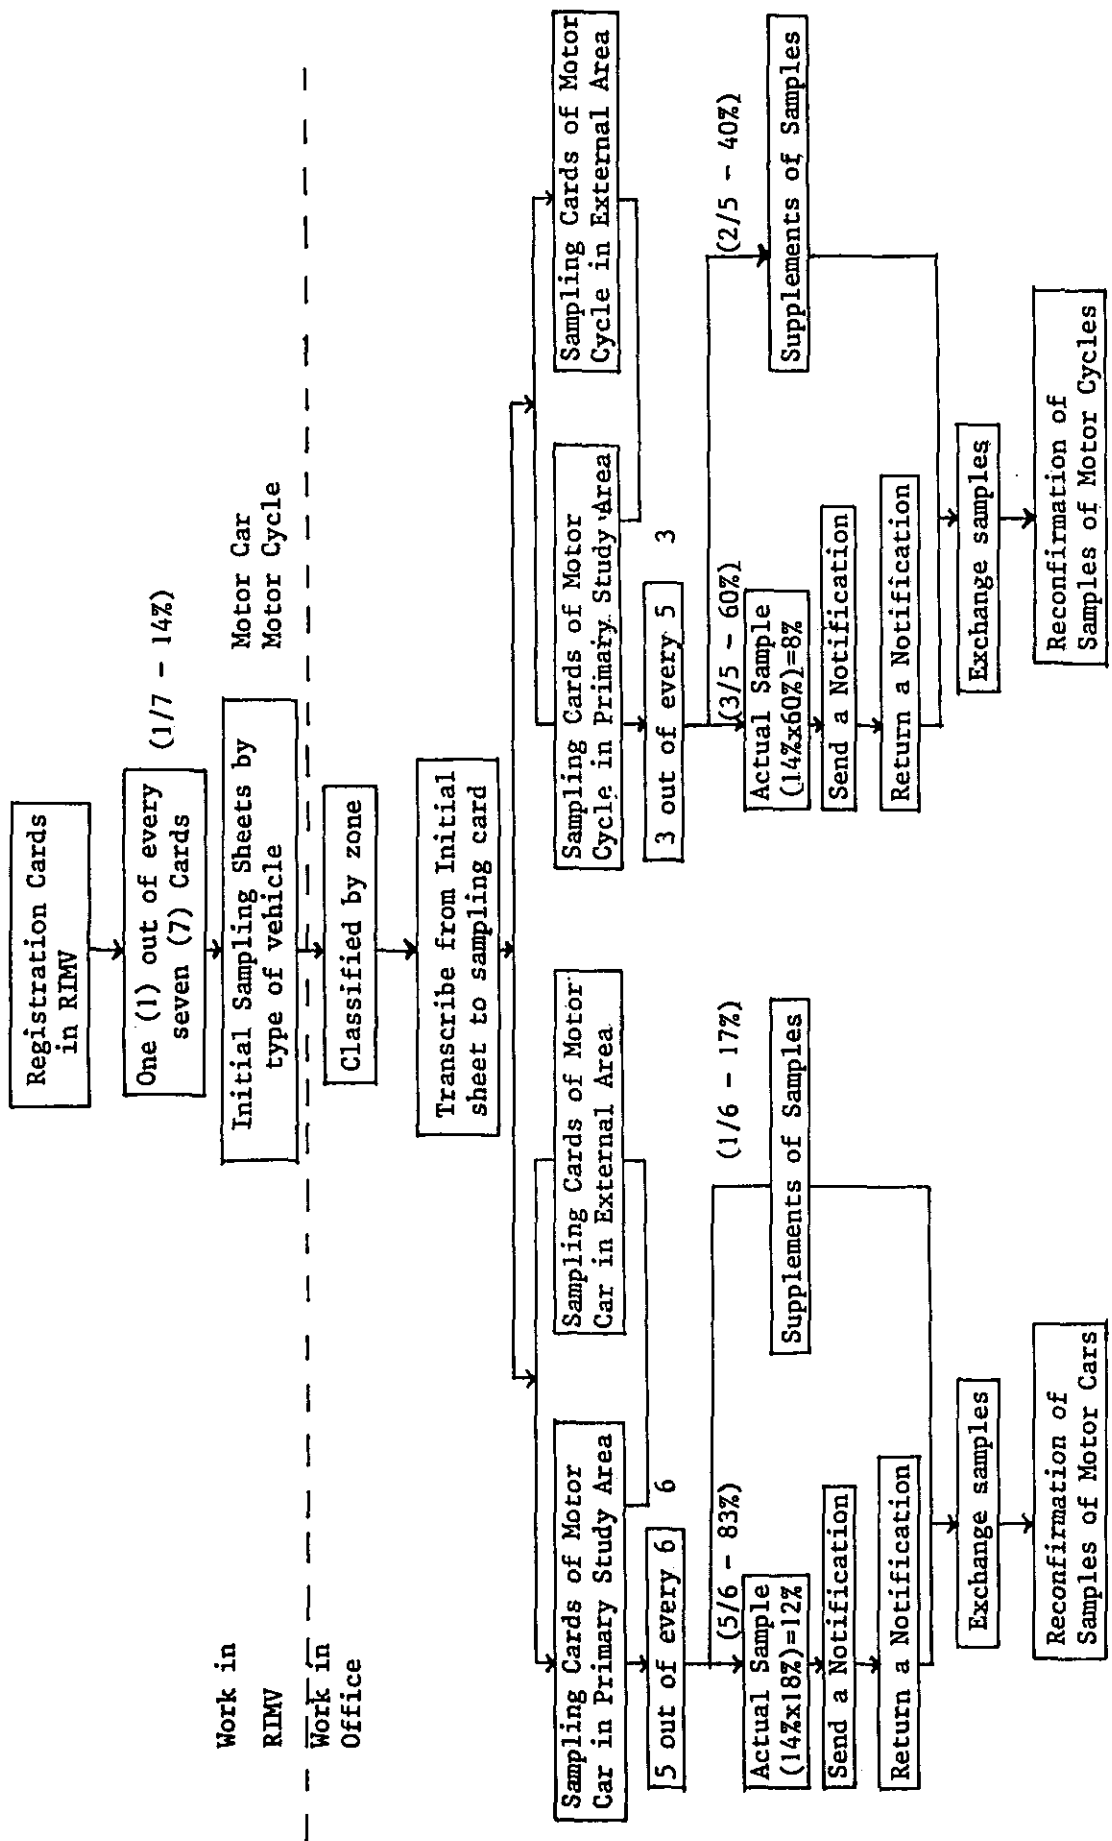 Registration Cards
in RIMV
One (1) out of every
seven (7) Cards
(1/7 - 14%)
Initial Sampling Sheets by
type of vehicle
Motor Car
Motor Cycle
Work in
RIMV
Work in
Office
Classified by zone
Transcribe from Initial
sheet to sampling card
Sampling Cards of Motor
Car in Primary Study Area
Sampling Cards of Motor
Car in External Area
Sampling Cards of Motor
Cycle in Primary Study Area
Sampling Cards of Motor
Cycle in External Area
5 out of every 6
6
3 out of every 5
3
(5/6 - 83%)
(1/6 - 17%)
(3/5 - 60%)
(2/5 - 40%)
Actual Sample
(14%x18%)=12%
Supplements of Samples
Actual Sample
(14%x60%)=8%
Supplements of Samples
Send a Notification
Send a Notification
Return a Notification
Return a Notification
Exchange samples
Exchange samples
Reconfirmation of
Samples of Motor Cars
Reconfirmation of
Samples of Motor Cycles